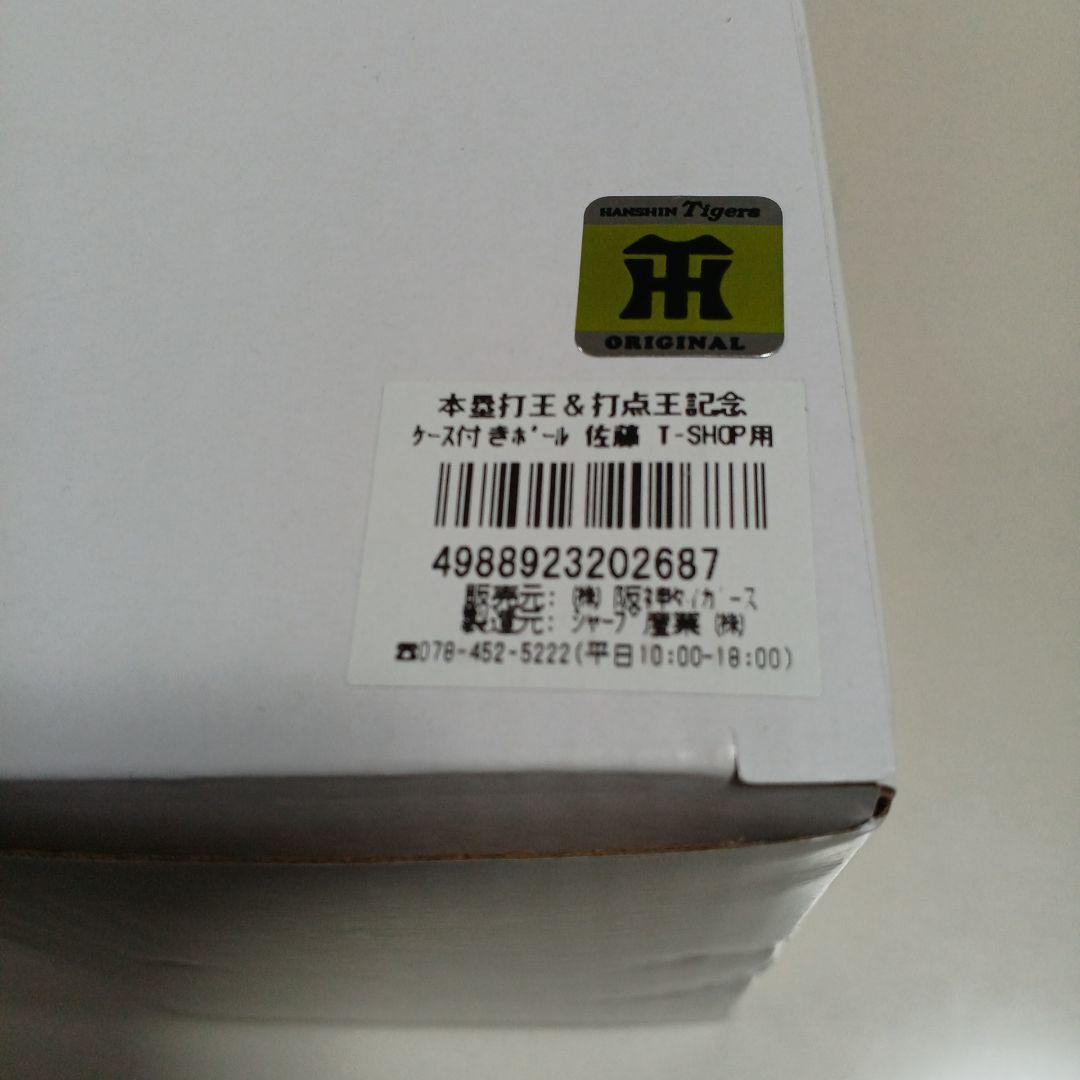 HANSHIN Tigers
TH
ORIGINAL
本塁打王&打点王記念
ケース付きボール 佐藤 T-SHOP用
4988923202687
販売元: ㈱ 阪神タイガース
製造元: シャープ産業 ㈱
☎078-452-5222(平日10:00-18:00)